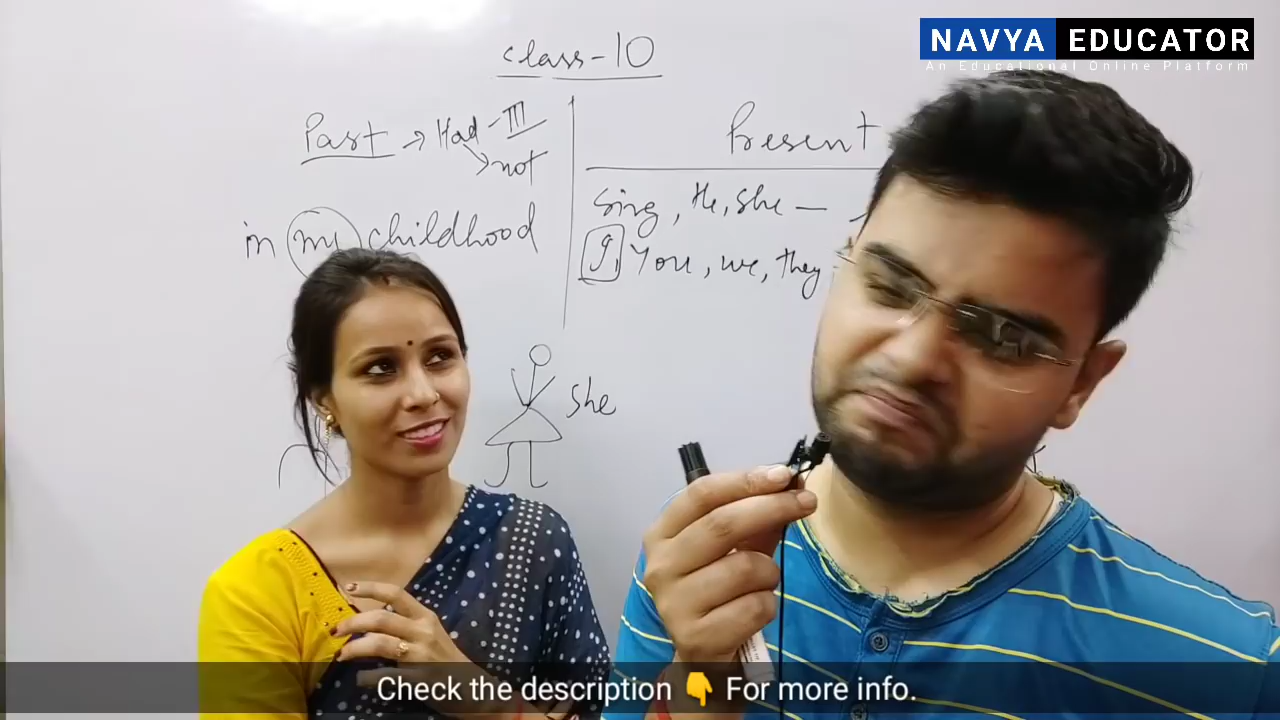 NAVYA EDUCATOR
An Educational Online Platform
class-10
Past → Had - III
→ not
in my childhood
Present
Sing, He, She —
I, You, we, they
She
Check the description 👇 For more info.